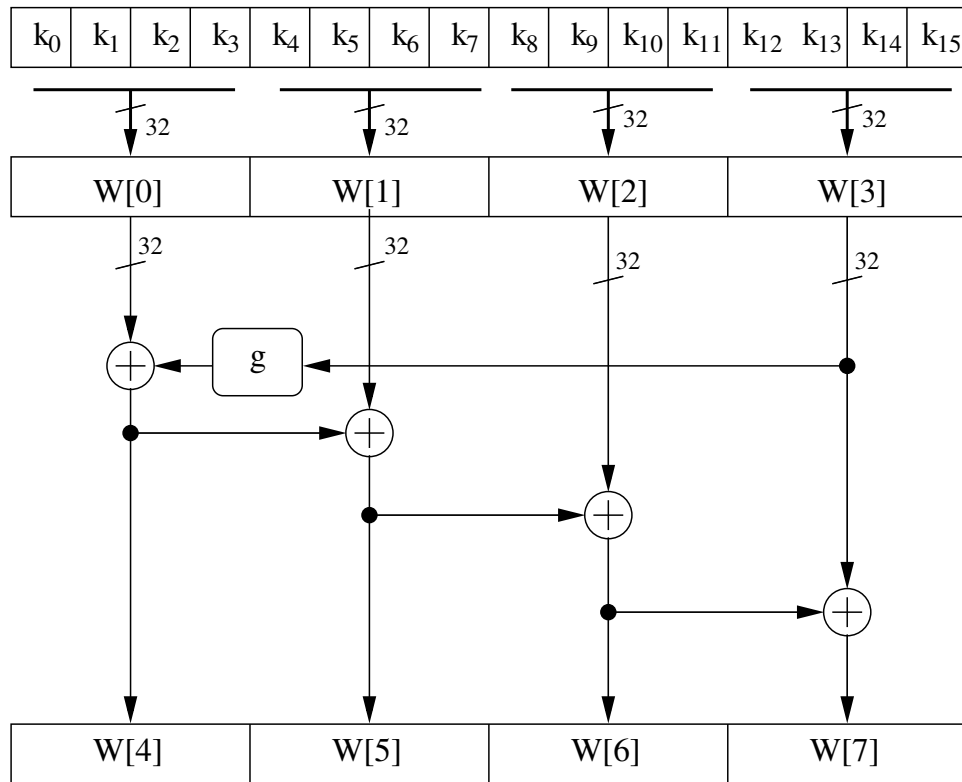 k₀ k₁ k₂ k₃ k₄ k₅ k₆ k₇ k₈ k₉ k₁₀ k₁₁ k₁₂ k₁₃ k₁₄ k₁₅
32 32 32 32
W[0] W[1] W[2] W[3]
32 32 32 32
g
W[4] W[5] W[6] W[7]